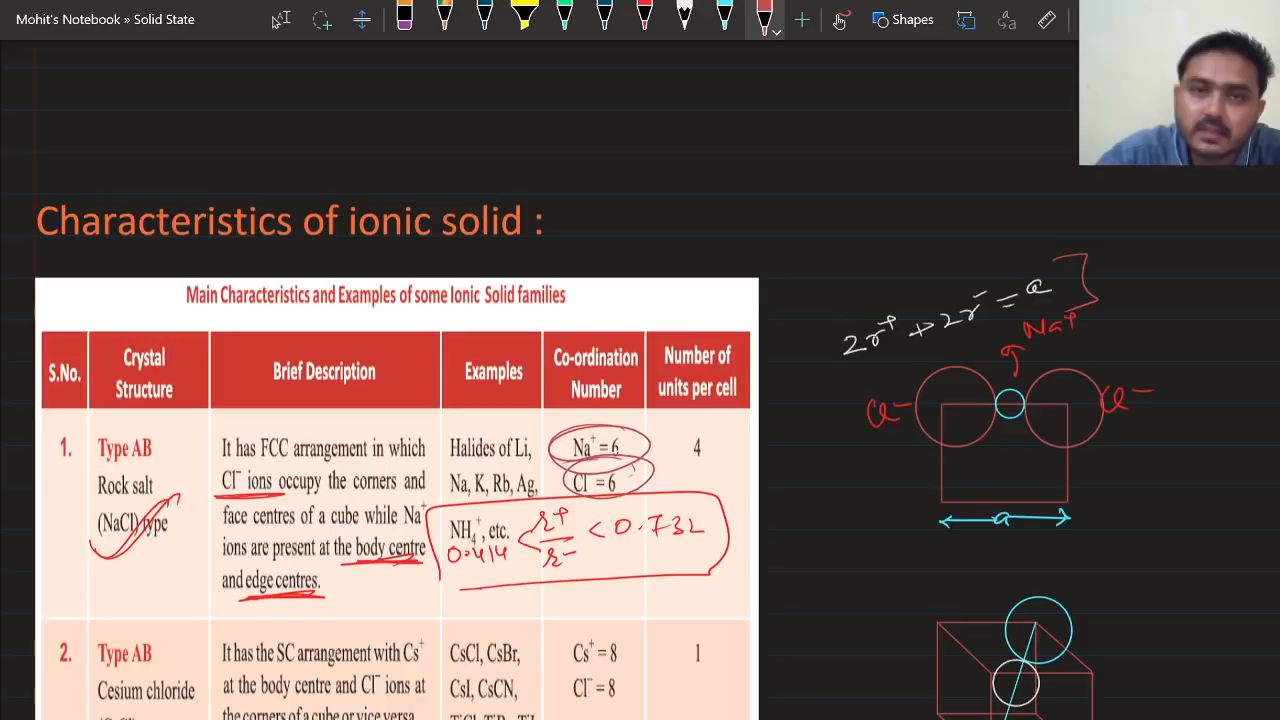 Mohit's Notebook » Solid State
Shapes
Characteristics of ionic solid :
2r⁺ + 2r⁻ = a
Na⁺
Cl⁻
Cl⁻
a
Main Characteristics and Examples of some Ionic Solid families
S.No. Crystal Structure Brief Description Examples Co-ordination Number Number of units per cell
1. Type AB It has FCC arrangement in which Halides of Li, Na⁺ = 6 4
Rock salt Cl⁻ ions occupy the corners and Na, K, Rb, Ag, Cl⁻ = 6
(NaCl) type face centres of a cube while Na⁺ NH₄⁺, etc.
ions are present at the body centre
and edge centres.
0.414 < r⁺/r⁻ < 0.732
2. Type AB It has the SC arrangement with Cs⁺ CsCl, CsBr, Cs⁺ = 8 1
Cesium chloride at the body centre and Cl⁻ ions at CsI, CsCN, Cl⁻ = 8
the corners of a cube or vice versa